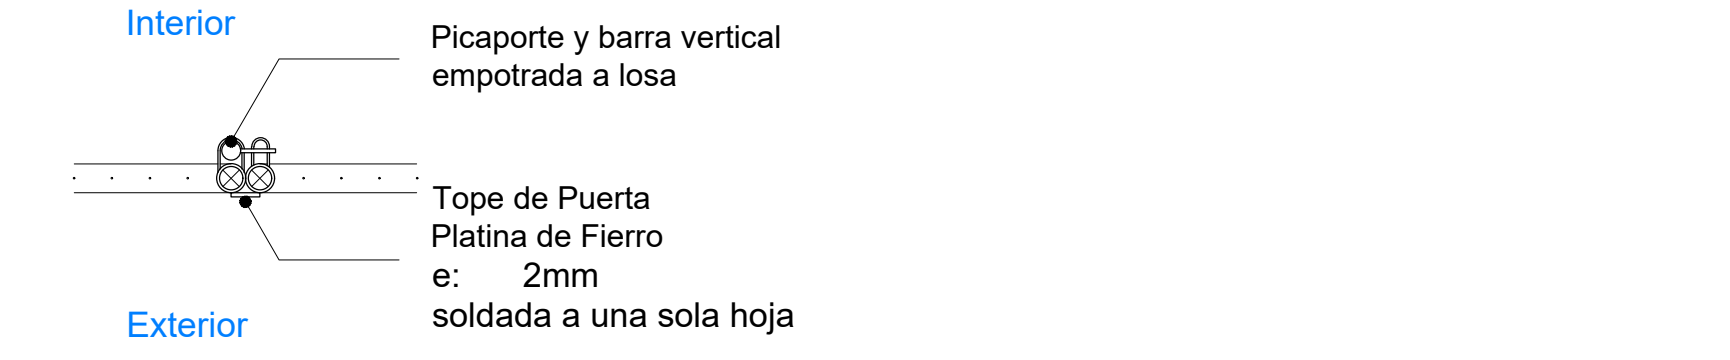 Interior
Picaporte y barra vertical
empotrada a losa
Tope de Puerta
Platina de Fierro
e: 2mm
soldada a una sola hoja
Exterior